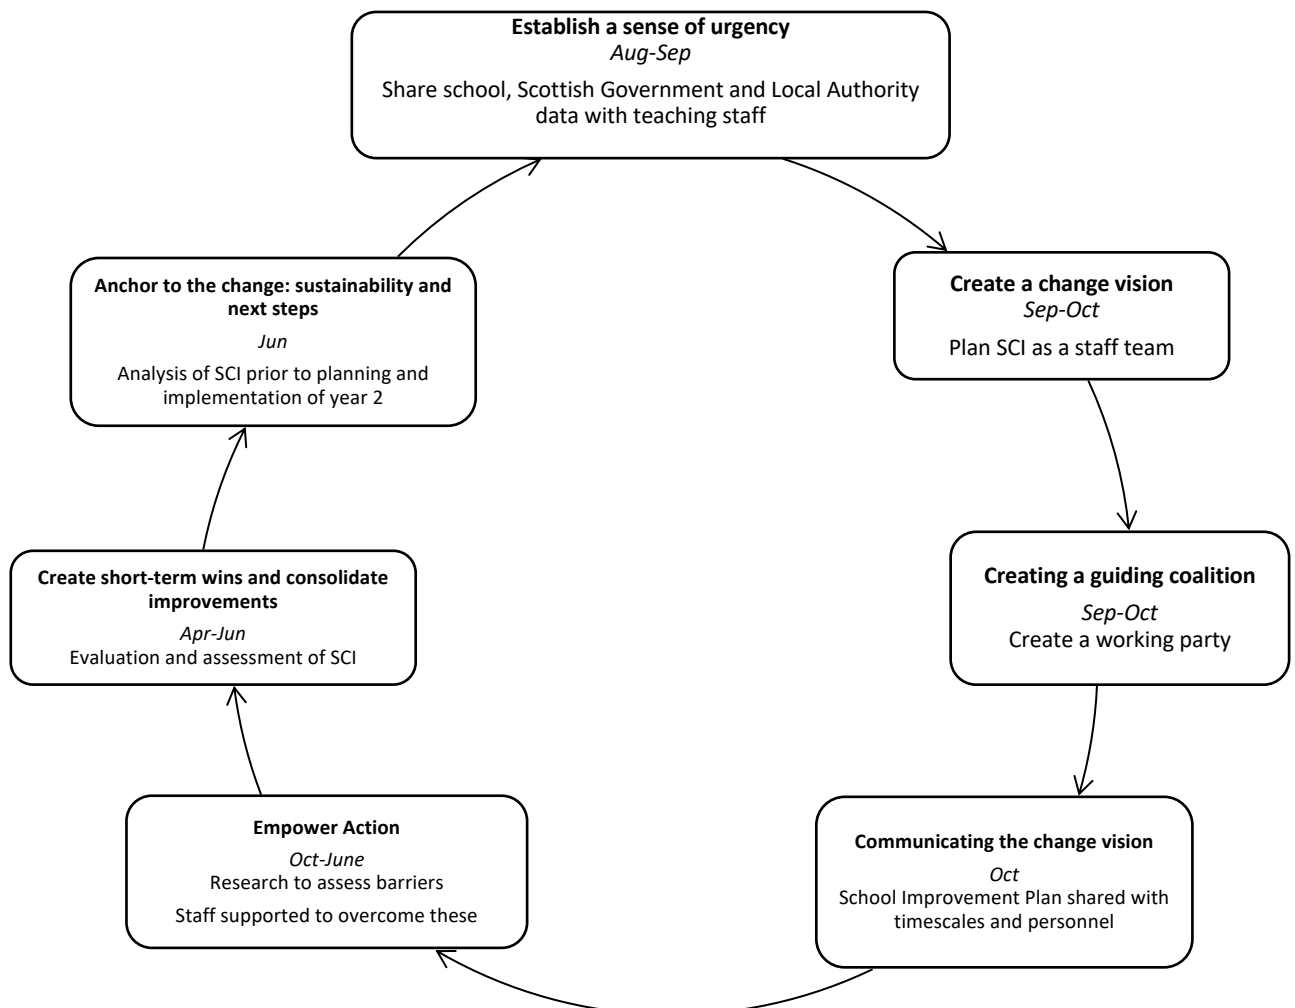 Establish a sense of urgency
Aug-Sep
Share school, Scottish Government and Local Authority
data with teaching staff
Create a change vision
Sep-Oct
Plan SCI as a staff team
Creating a guiding coalition
Sep-Oct
Create a working party
Communicating the change vision
Oct
School Improvement Plan shared with
timescales and personnel
Empower Action
Oct-June
Research to assess barriers
Staff supported to overcome these
Create short-term wins and consolidate
improvements
Apr-Jun
Evaluation and assessment of SCI
Anchor to the change: sustainability and
next steps
Jun
Analysis of SCI prior to planning and
implementation of year 2